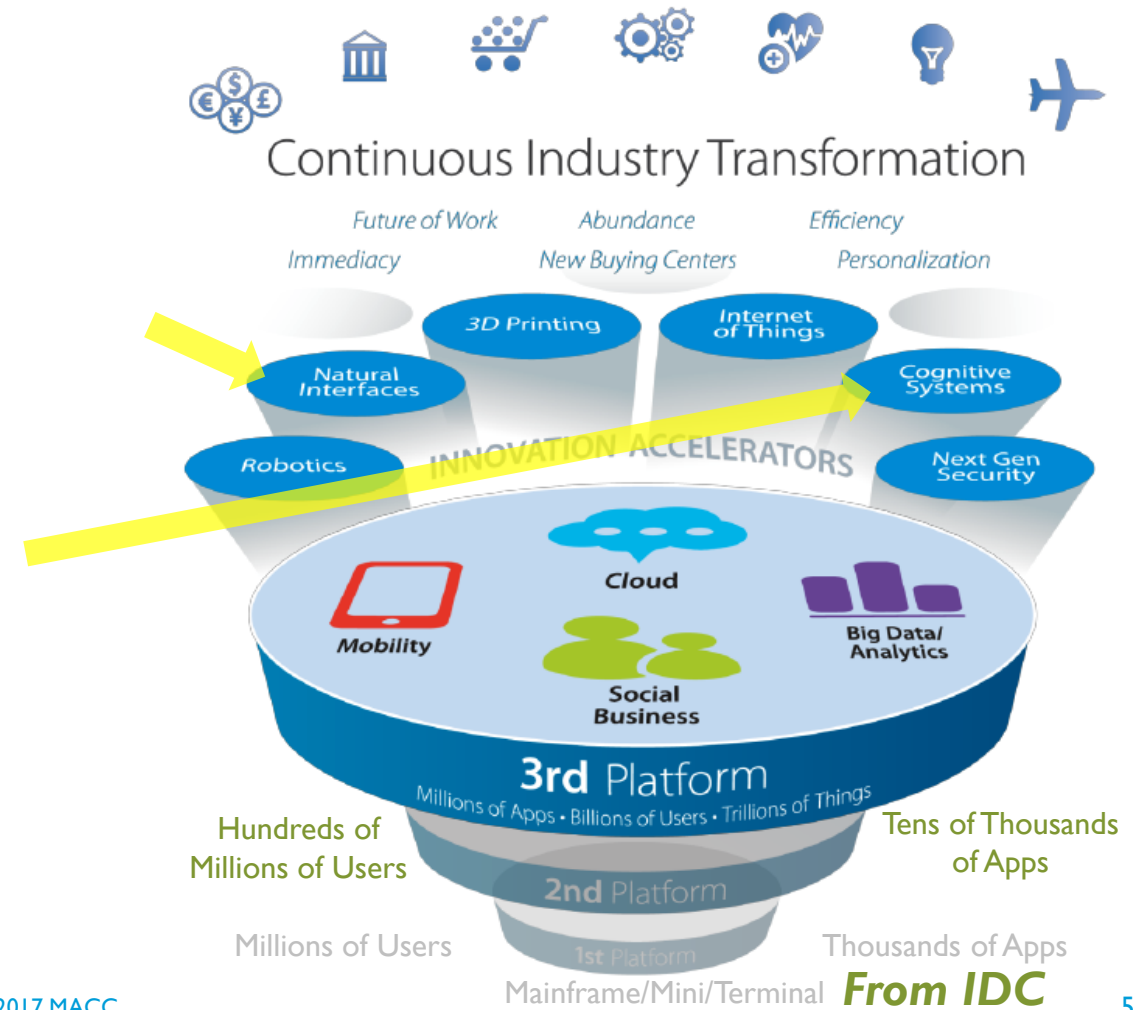 € $ £ ¥
Continuous Industry Transformation
Future of Work Abundance Efficiency
Immediacy New Buying Centers Personalization
3D Printing
Internet
of Things
Natural
Interfaces
Cognitive
Systems
Robotics
INNOVATION ACCELERATORS
Next Gen
Security
Cloud
Mobility
Big Data/
Analytics
Social
Business
3rd Platform
Millions of Apps • Billions of Users • Trillions of Things
Hundreds of
Millions of Users
Tens of Thousands
of Apps
2nd Platform
Millions of Users
Thousands of Apps
1st Platform
Mainframe/Mini/Terminal
From IDC
2017 MACC
5